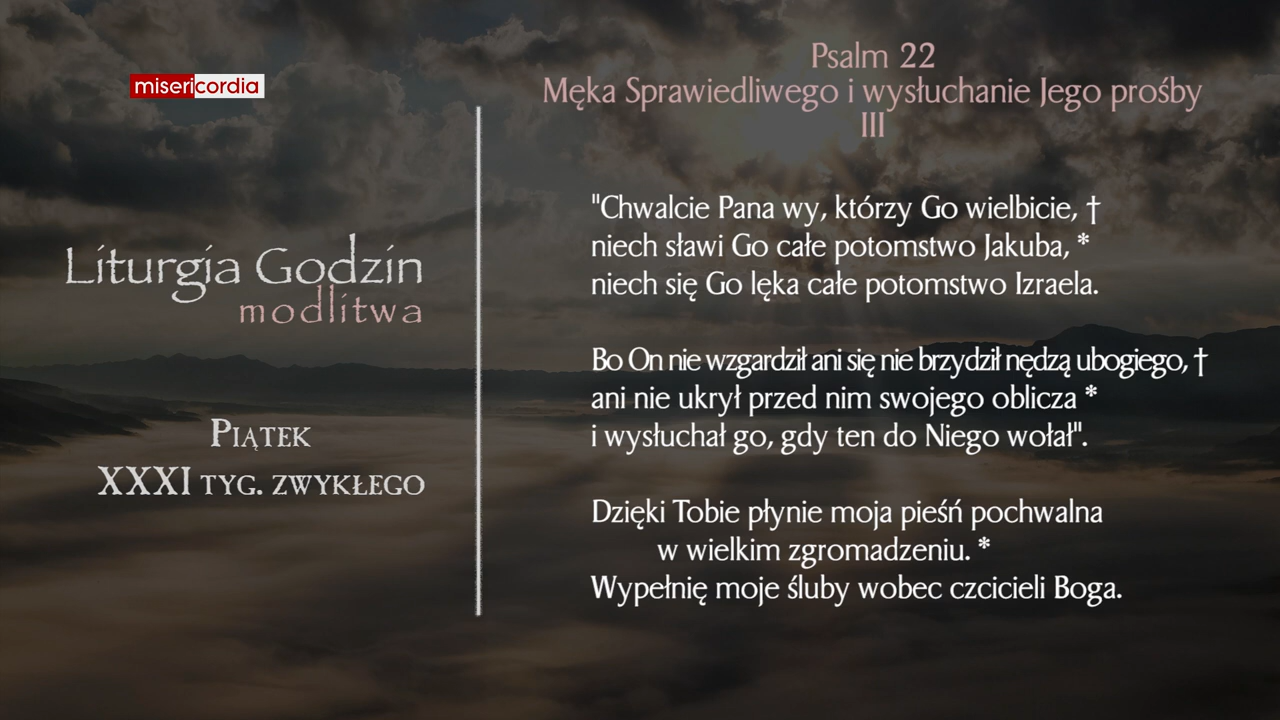 misericordia
Liturgia Godzin
modlitwa
Piątek
XXXI tyg. zwykłego
Psalm 22
Męka Sprawiedliwego i wysłuchanie Jego prośby
III
"Chwalcie Pana wy, którzy Go wielbicie, †
niech sławi Go całe potomstwo Jakuba, *
niech się Go lęka całe potomstwo Izraela.
Bo On nie wzgardził ani się nie brzydził nędzą ubogiego, †
ani nie ukrył przed nim swojego oblicza *
i wysłuchał go, gdy ten do Niego wołał".
Dzięki Tobie płynie moja pieśń pochwalna
w wielkim zgromadzeniu. *
Wypełnię moje śluby wobec czcicieli Boga.